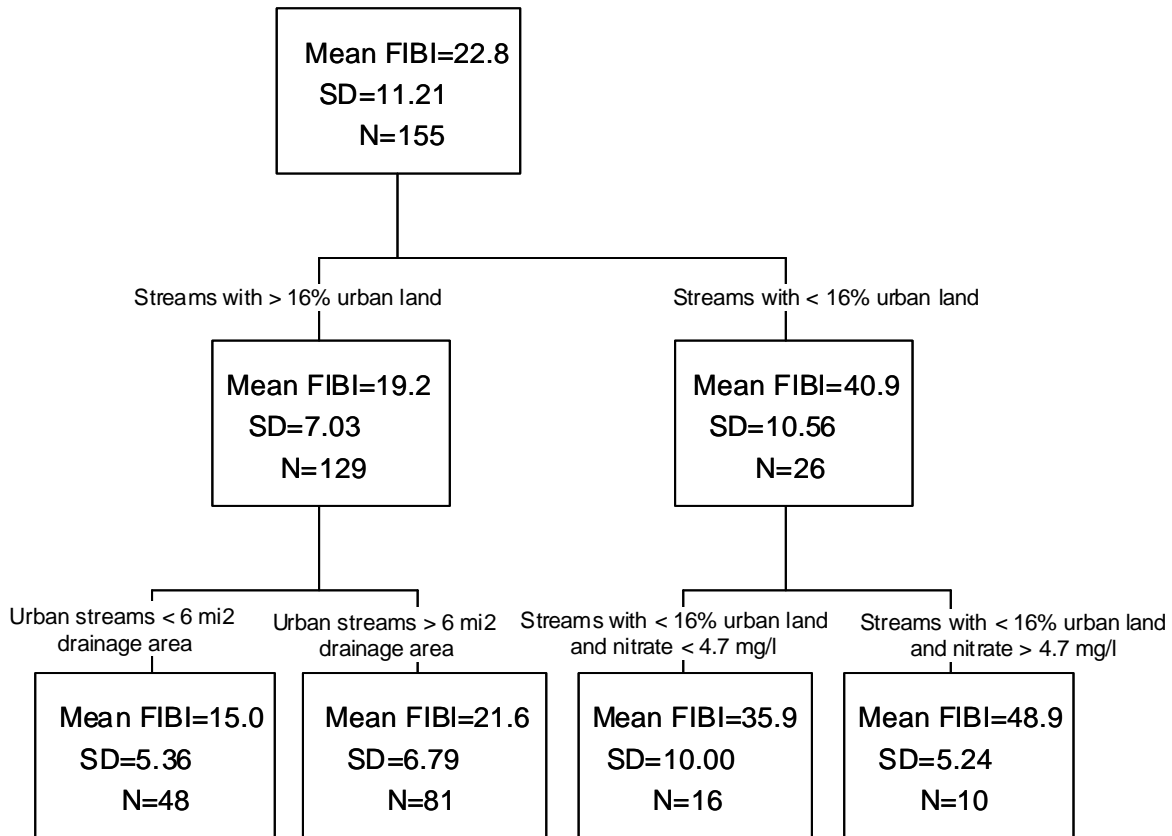 Mean FIBI=22.8
SD=11.21
N=155
Streams with > 16% urban land
Streams with < 16% urban land
Mean FIBI=19.2
SD=7.03
N=129
Mean FIBI=40.9
SD=10.56
N=26
Urban streams < 6 mi2
drainage area
Urban streams > 6 mi2
drainage area
Streams with < 16% urban land
and nitrate < 4.7 mg/l
Streams with < 16% urban land
and nitrate > 4.7 mg/l
Mean FIBI=15.0
SD=5.36
N=48
Mean FIBI=21.6
SD=6.79
N=81
Mean FIBI=35.9
SD=10.00
N=16
Mean FIBI=48.9
SD=5.24
N=10